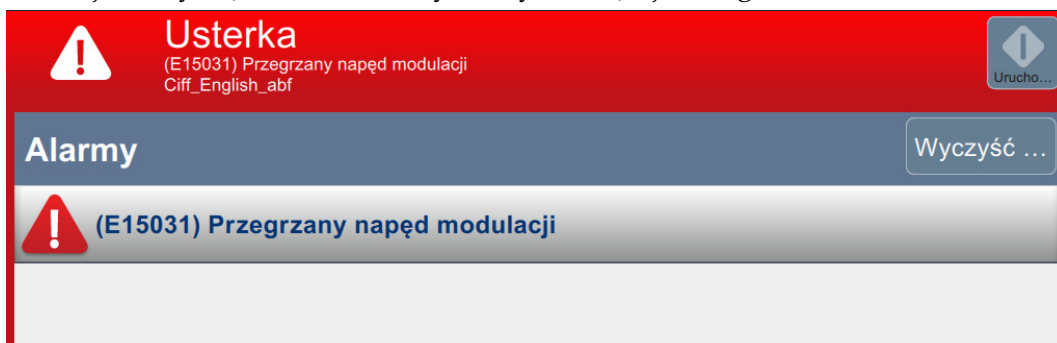 Usterka
(E15031) Przegrzany napęd modulacji
Ciff_English_abf
Urucho...
Alarmy
Wyczyść ...
(E15031) Przegrzany napęd modulacji